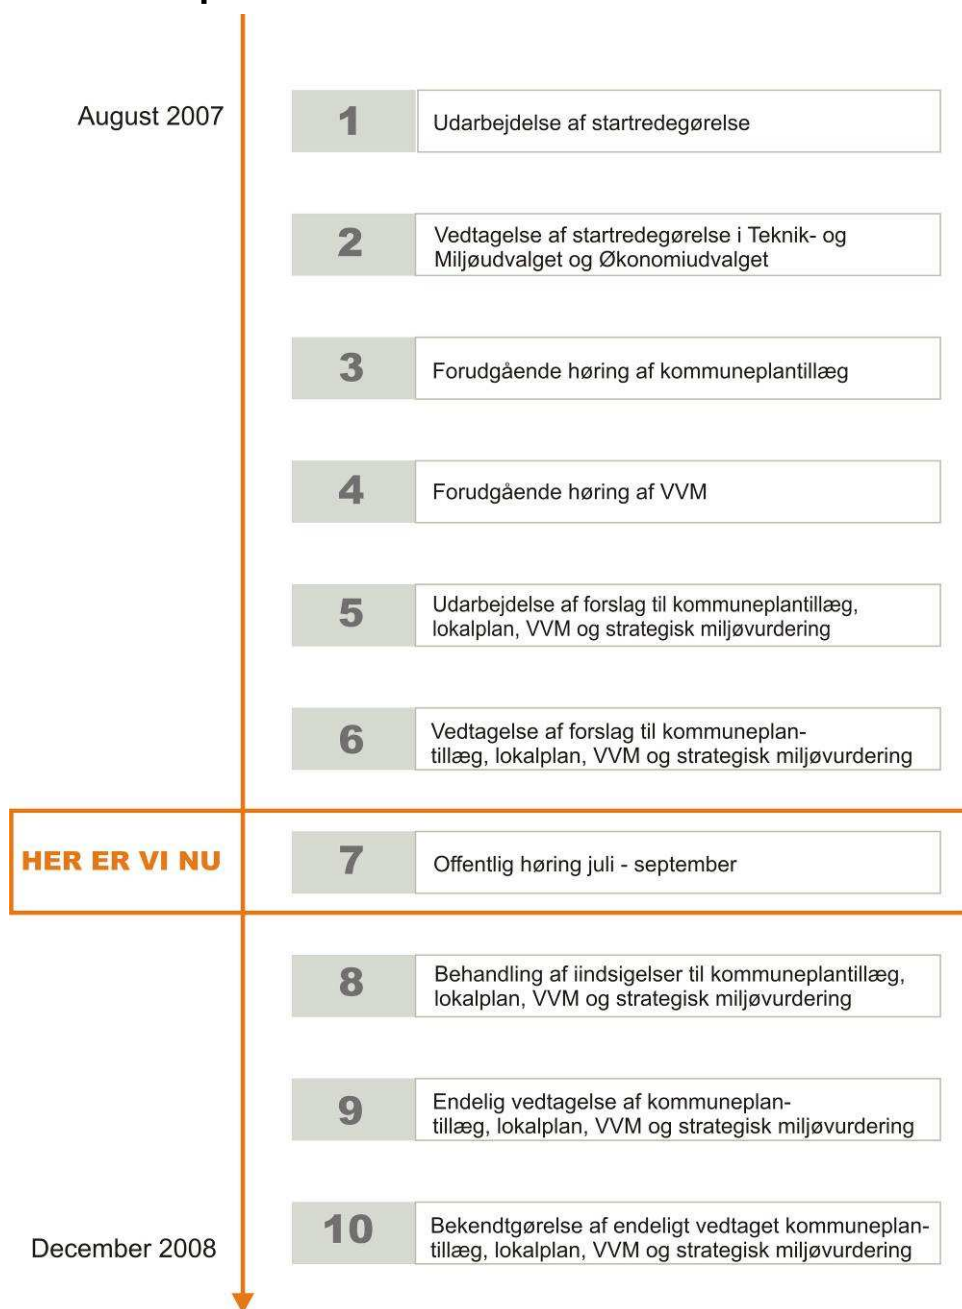 August 2007
1
Udarbejdelse af startredegørelse
2
Vedtagelse af startredegørelse i Teknik- og
Miljøudvalget og Økonomiudvalget
3
Forudgående høring af kommuneplantillæg
4
Forudgående høring af VVM
5
Udarbejdelse af forslag til kommuneplantillæg,
lokalplan, VVM og strategisk miljøvurdering
6
Vedtagelse af forslag til kommuneplan-
tillæg, lokalplan, VVM og strategisk miljøvurdering
HER ER VI NU
7
Offentlig høring juli - september
8
Behandling af iindsigelser til kommuneplantillæg,
lokalplan, VVM og strategisk miljøvurdering
9
Endelig vedtagelse af kommuneplan-
tillæg, lokalplan, VVM og strategisk miljøvurdering
December 2008
10
Bekendtgørelse af endeligt vedtaget kommuneplan-
tillæg, lokalplan, VVM og strategisk miljøvurdering